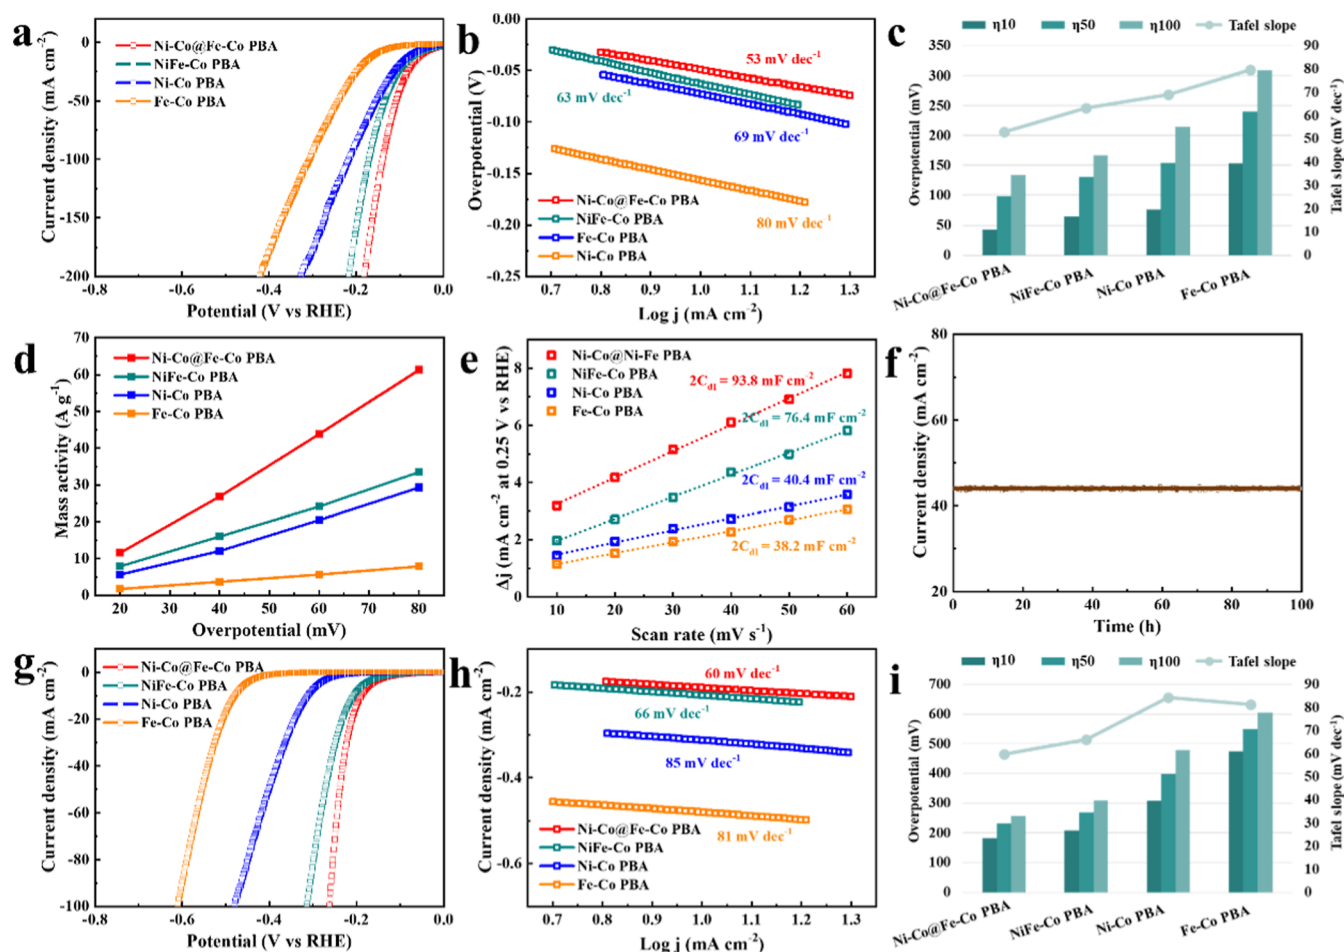 a
Current density (mA cm⁻²)
0
-50
-100
-150
-200
Ni-Co@Fe-Co PBA
NiFe-Co PBA
Ni-Co PBA
Fe-Co PBA
-0.8
-0.6
-0.4
-0.2
0.0
Potential (V vs RHE)
b
Overpotential (V)
0.00
-0.05
-0.10
-0.15
-0.20
-0.25
53 mV dec⁻¹
63 mV dec⁻¹
69 mV dec⁻¹
80 mV dec⁻¹
Ni-Co@Fe-Co PBA
NiFe-Co PBA
Fe-Co PBA
Ni-Co PBA
0.7 0.8 0.9 1.0 1.1 1.2 1.3
Log j (mA cm⁻²)
c
η10 η50 η100 Tafel slope
Overpotential (mV)
350
300
250
200
150
100
50
0
90
80
70
60
50
40
30
20
10
0
Tafel slope (mV dec⁻¹)
Ni-Co@Fe-Co PBA
NiFe-Co PBA
Ni-Co PBA
Fe-Co PBA
d
Mass activity (A g⁻¹)
70
60
50
40
30
20
10
0
Ni-Co@Fe-Co PBA
NiFe-Co PBA
Ni-Co PBA
Fe-Co PBA
20 30 40 50 60 70 80
Overpotential (mV)
e
Δj (mA cm⁻² at 0.25 V vs RHE)
8
6
4
2
0
Ni-Co@Ni-Fe PBA
NiFe-Co PBA
Ni-Co PBA
Fe-Co PBA
2Cdl = 93.8 mF cm⁻²
2Cdl = 76.4 mF cm⁻²
2Cdl = 40.4 mF cm⁻²
2Cdl = 38.2 mF cm⁻²
10 20 30 40 50 60
Scan rate (mV s⁻¹)
f
Current density (mA cm⁻²)
80
60
40
20
0 20 40 60 80 100
Time (h)
g
Current density (mA cm⁻²)
0
-20
-40
-60
-80
-100
Ni-Co@Fe-Co PBA
NiFe-Co PBA
Ni-Co PBA
Fe-Co PBA
-0.8
-0.6
-0.4
-0.2
0.0
Potential (V vs RHE)
h
Current density (mA cm⁻²)
-0.2
-0.4
-0.6
60 mV dec⁻¹
66 mV dec⁻¹
85 mV dec⁻¹
81 mV dec⁻¹
Ni-Co@Fe-Co PBA
NiFe-Co PBA
Ni-Co PBA
Fe-Co PBA
0.7 0.8 0.9 1.0 1.1 1.2 1.3
Log j (mA cm⁻²)
i
η10 η50 η100 Tafel slope
Overpotential (mV)
700
600
500
400
300
200
100
0
90
80
70
60
50
40
30
20
10
0
Tafel slope (mV dec⁻¹)
Ni-Co@Fe-Co PBA
NiFe-Co PBA
Ni-Co PBA
Fe-Co PBA